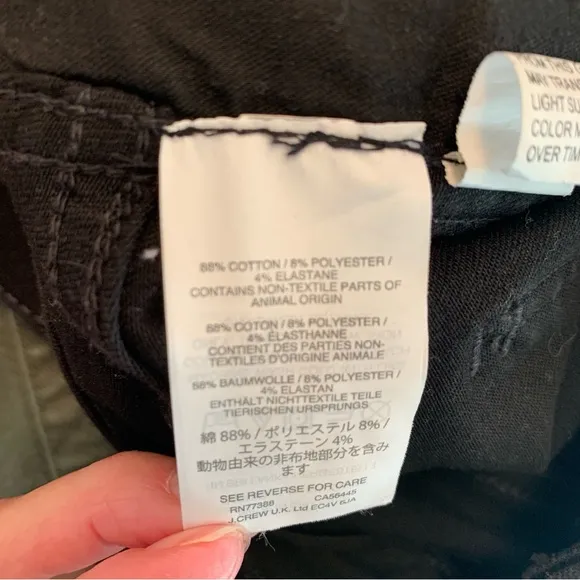 88% COTTON / 8% POLYESTER /
4% ELASTANE
CONTAINS NON-TEXTILE PARTS OF
ANIMAL ORIGIN
88% COTON / 8% POLYESTER /
4% ÉLASTHANNE
CONTIENT DES PARTIES NON-
TEXTILES D'ORIGINE ANIMALE
88% BAUMWOLLE / 8% POLYESTER /
4% ELASTAN
ENTHÄLT NICHTTEXTILE TEILE
TIERISCHEN URSPRUNGS
綿 88% / ポリエステル 8% /
エラステーン 4%
動物由来の非布地部分を含み
ます.
SEE REVERSE FOR CARE
RN77388 CA56445
J.CREW U.K. Ltd EC4V 6JA
FROM THIS
MAY TRAN
LIGHT SU
COLOR
OVER TIM